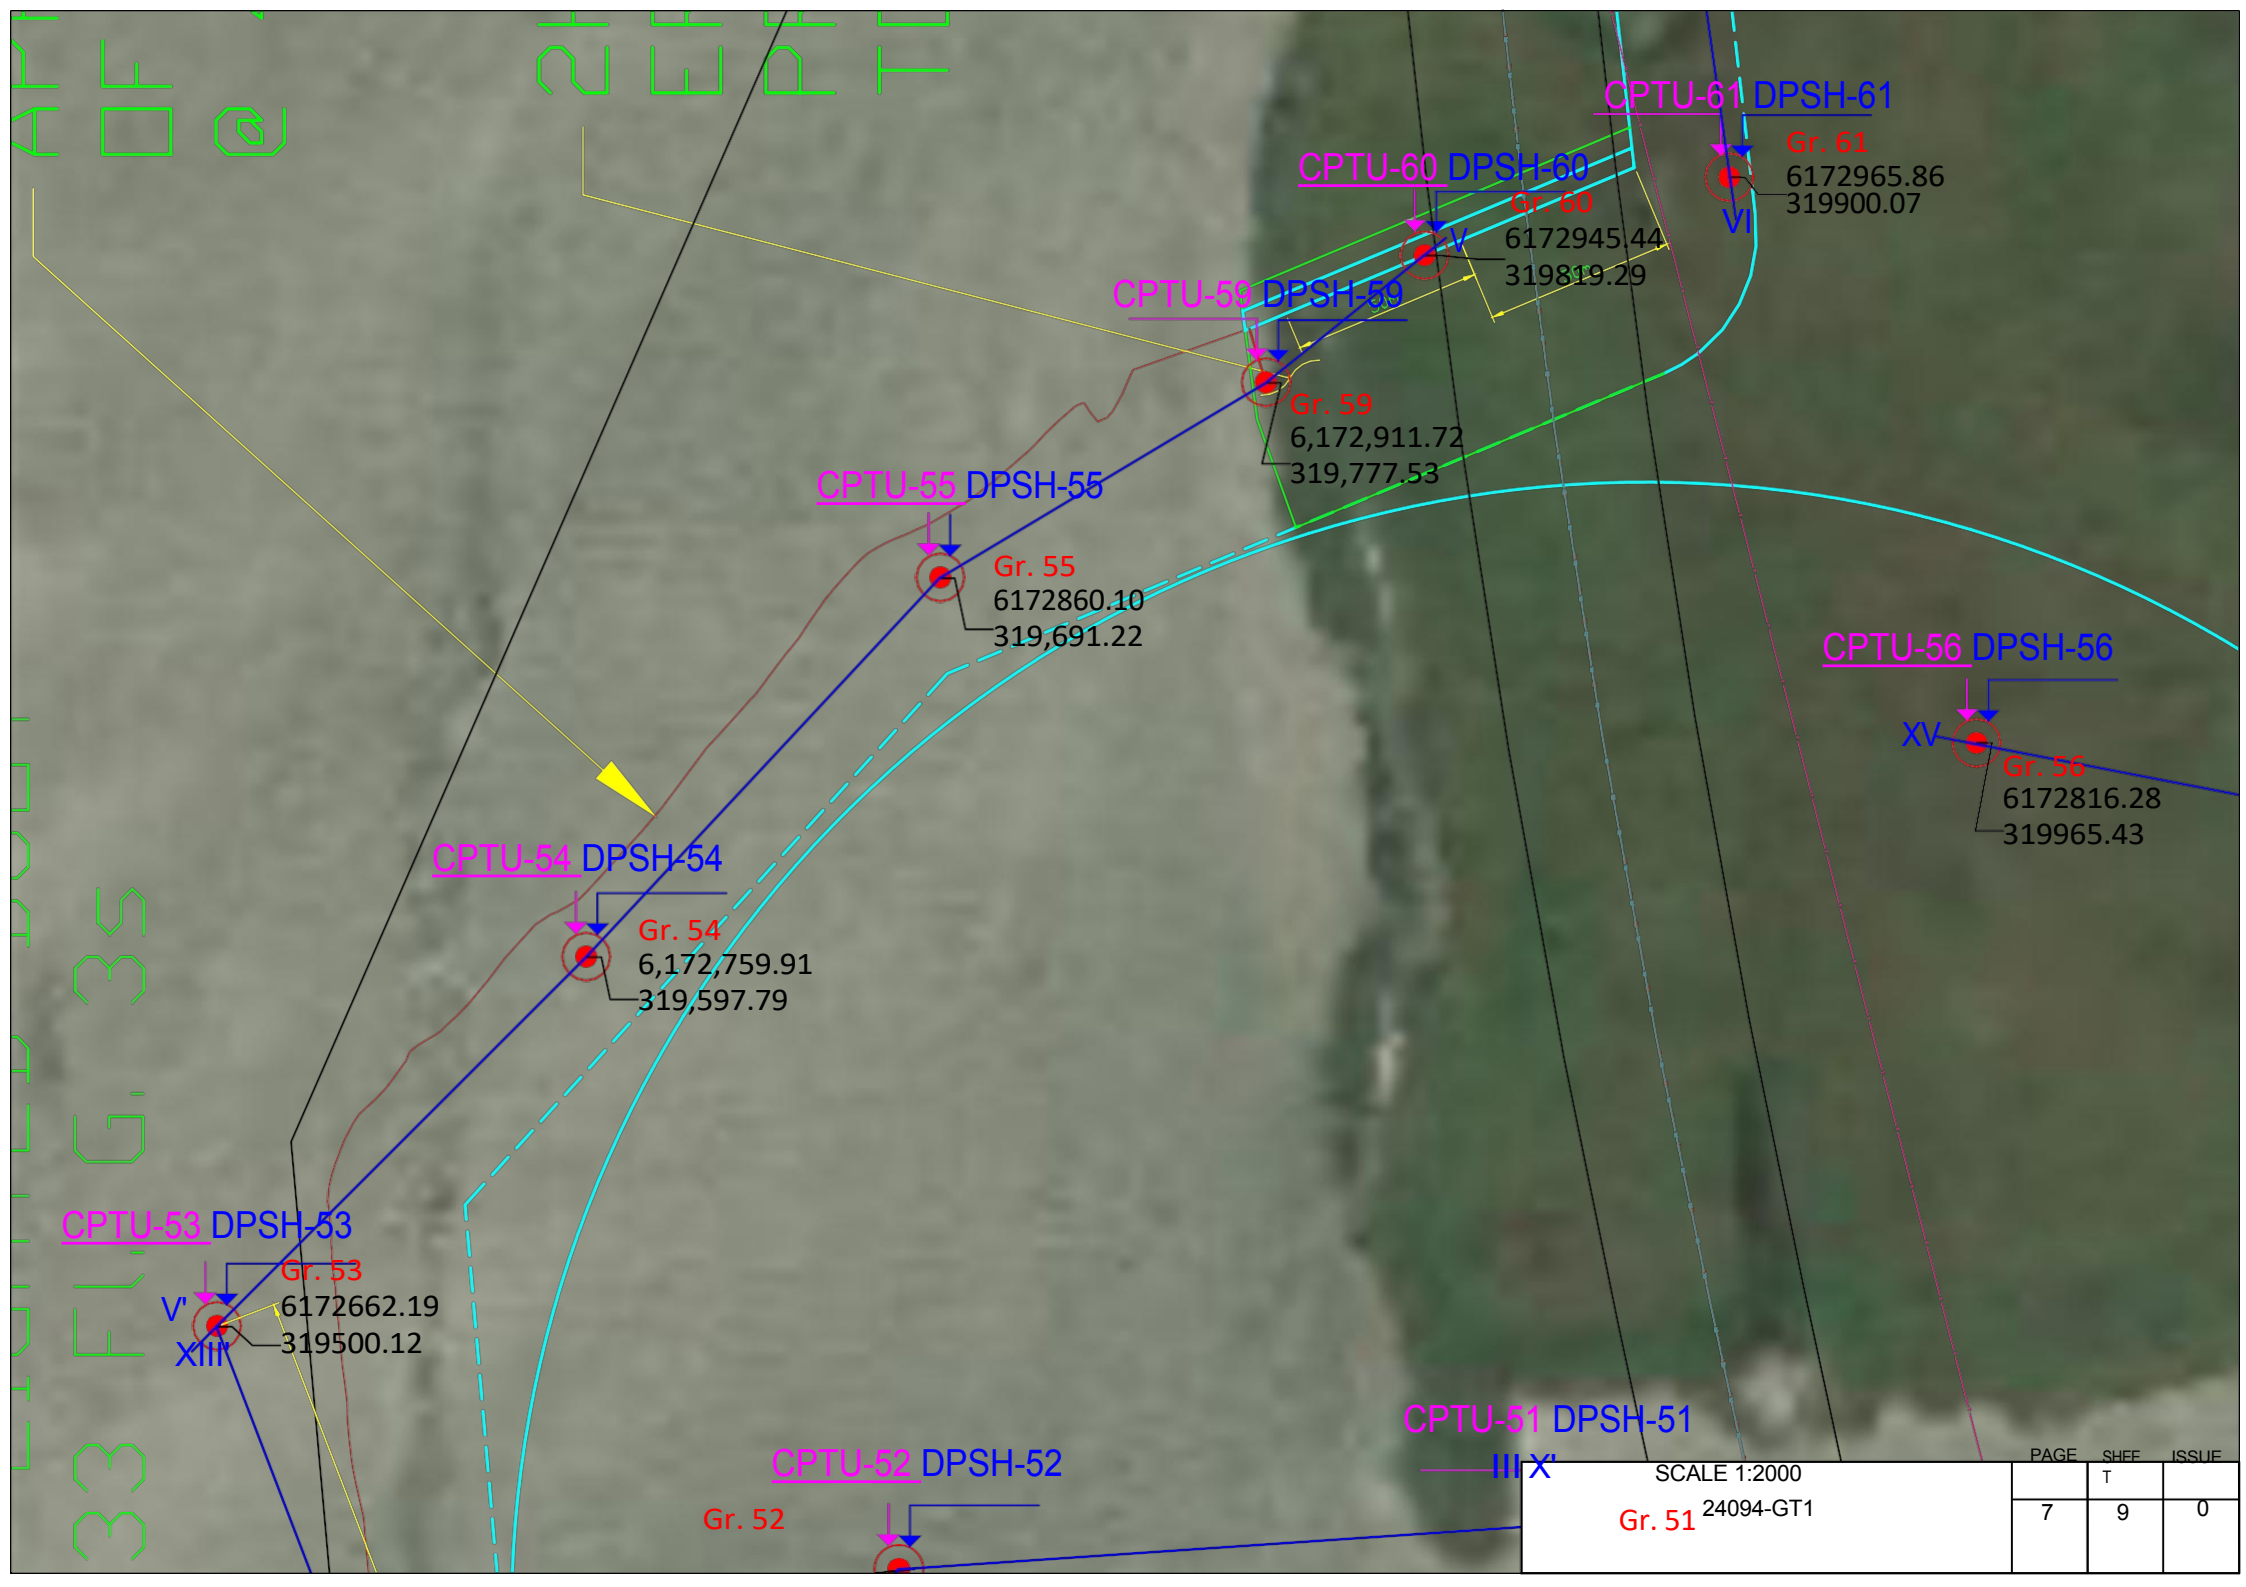 CPTU-61 DPSH-61
Gr. 61
6172965.86
319900.07
VI
CPTU-60 DPSH-60
Gr. 60
6172945.44
319819.29
V
CPTU-59 DPSH-59
Gr. 59
6,172,911.72
319,777.53
CPTU-55 DPSH-55
Gr. 55
6172860.10
319,691.22
CPTU-56 DPSH-56
XV
Gr. 56
6172816.28
319965.43
CPTU-54 DPSH-54
Gr. 54
6,172,759.91
319,597.79
CPTU-53 DPSH-53
Gr. 53
6172662.19
319500.12
V'
XIII'
33 FIG. 3S
CPTU-52 DPSH-52
Gr. 52
CPTU-51 DPSH-51
III X'
Gr. 51
SCALE 1:2000
24094-GT1
PAGE SHEET ISSUE
7 9 0